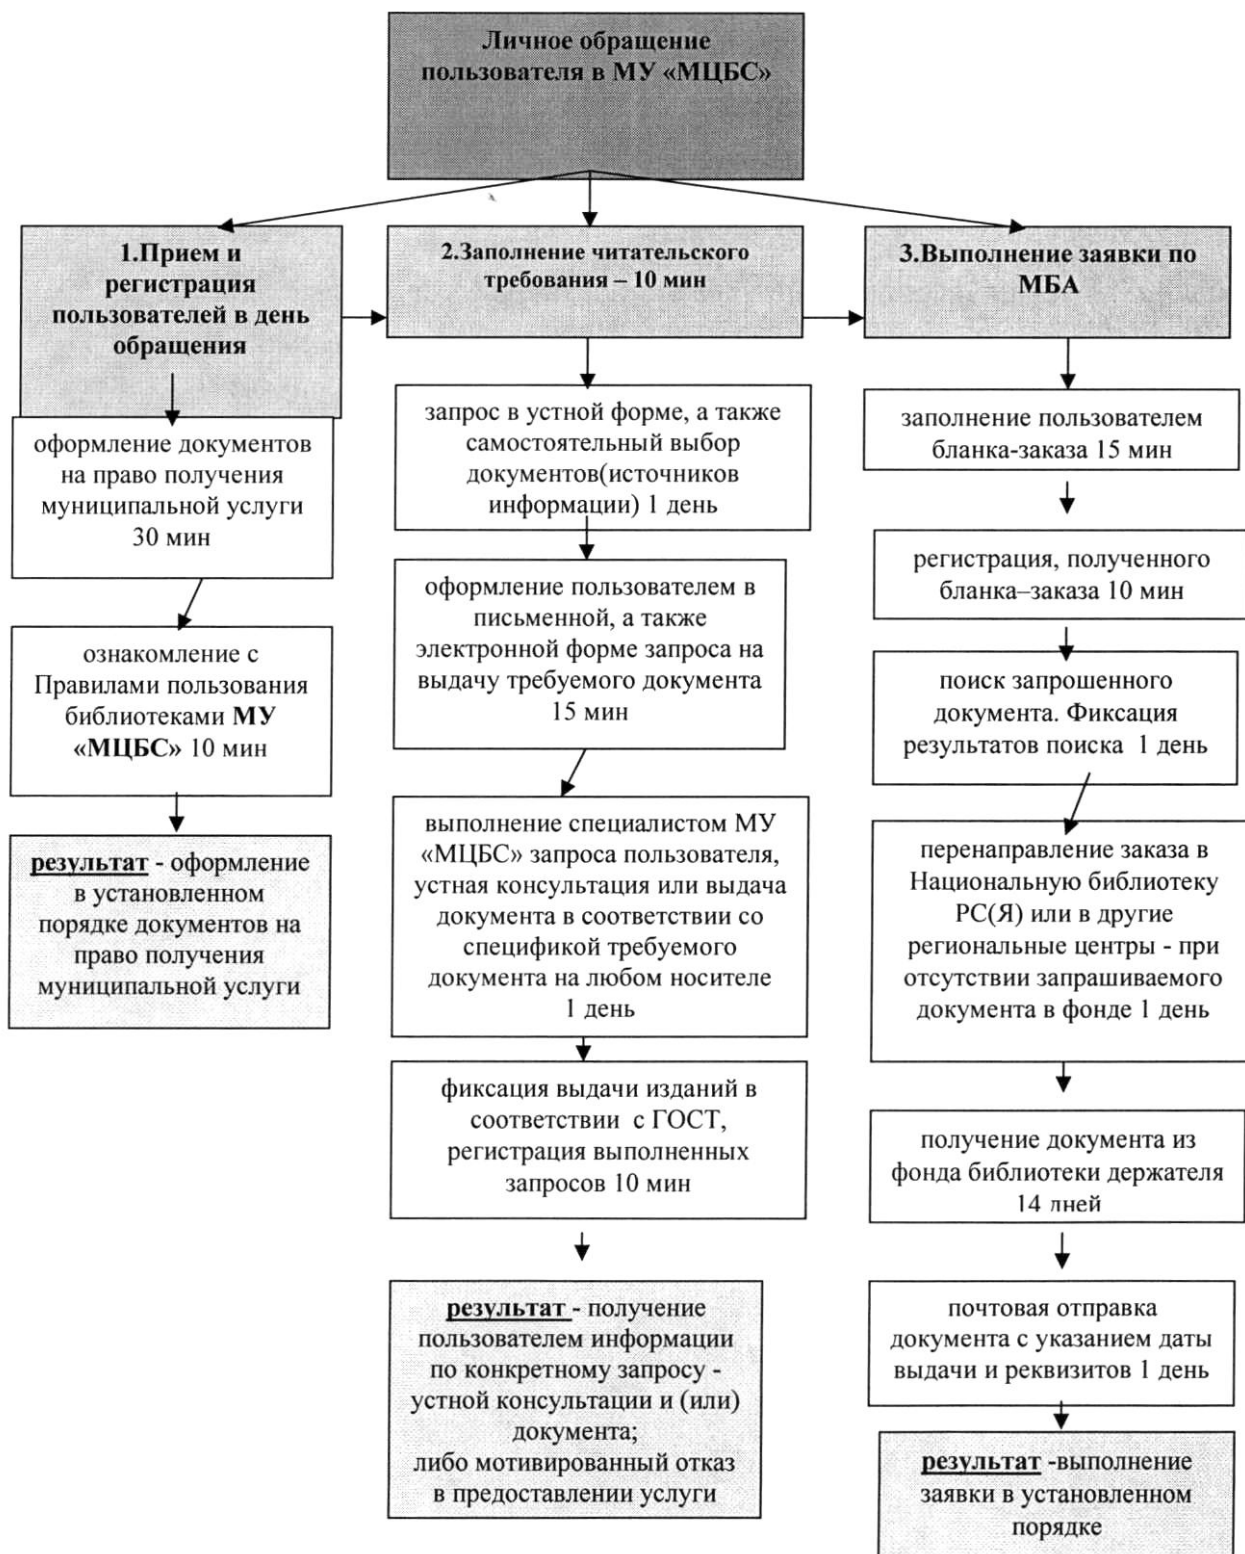 Личное обращение
пользователя в МУ «МЦБС»
1.Прием и
регистрация
пользователей в день
обращения
оформление документов
на право получения
муниципальной услуги
30 мин
ознакомление с
Правилами пользования
библиотеками МУ
«МЦБС» 10 мин
результат - оформление
в установленном
порядке документов на
право получения
муниципальной услуги
2.Заполнение читательского
требования – 10 мин
запрос в устной форме, а также
самостоятельный выбор
документов(источников
информации) 1 день
оформление пользователем в
письменной, а также
электронной форме запроса на
выдачу требуемого документа
15 мин
выполнение специалистом МУ
«МЦБС» запроса пользователя,
устная консультация или выдача
документа в соответствии со
спецификой требуемого
документа на любом носителе
1 день
фиксация выдачи изданий в
соответствии с ГОСТ,
регистрация выполненных
запросов 10 мин
результат - получение
пользователем информации
по конкретному запросу -
устной консультации и (или)
документа;
либо мотивированный отказ
в предоставлении услуги
3.Выполнение заявки по
МБА
заполнение пользователем
бланка-заказа 15 мин
регистрация, полученного
бланка–заказа 10 мин
поиск запрошенного
документа. Фиксация
результатов поиска 1 день
перенаправление заказа в
Национальную библиотеку
РС(Я) или в другие
региональные центры - при
отсутствии запрашиваемого
документа в фонде 1 день
получение документа из
фонда библиотеки держателя
14 дней
почтовая отправка
документа с указанием даты
выдачи и реквизитов 1 день
результат -выполнение
заявки в установленном
порядке